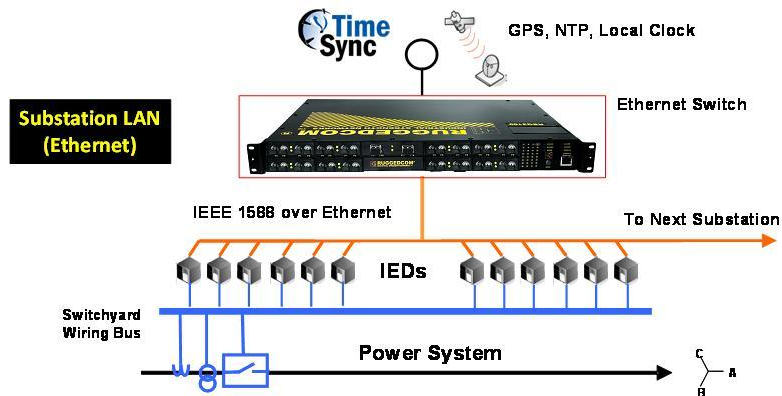 Time
Sync
GPS, NTP, Local Clock
Ethernet Switch
Substation LAN
(Ethernet)
RUGGEDCOM
RUGGEDCOM
IEEE 1588 over Ethernet
To Next Substation
IEDs
Switchyard
Wiring Bus
Power System
C
A
B